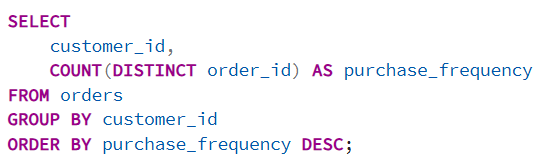 SELECT
    customer_id,
    COUNT(DISTINCT order_id) AS purchase_frequency
FROM orders
GROUP BY customer_id
ORDER BY purchase_frequency DESC;